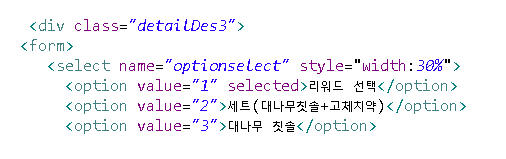 <div class="detailDes3">
<form>
<select name="optionselect" style="width:30%">
<option value="1" selected>리워드 선택</option>
<option value="2">세트(대나무칫솔+고체치약)</option>
<option value="3">대나무 칫솔</option>